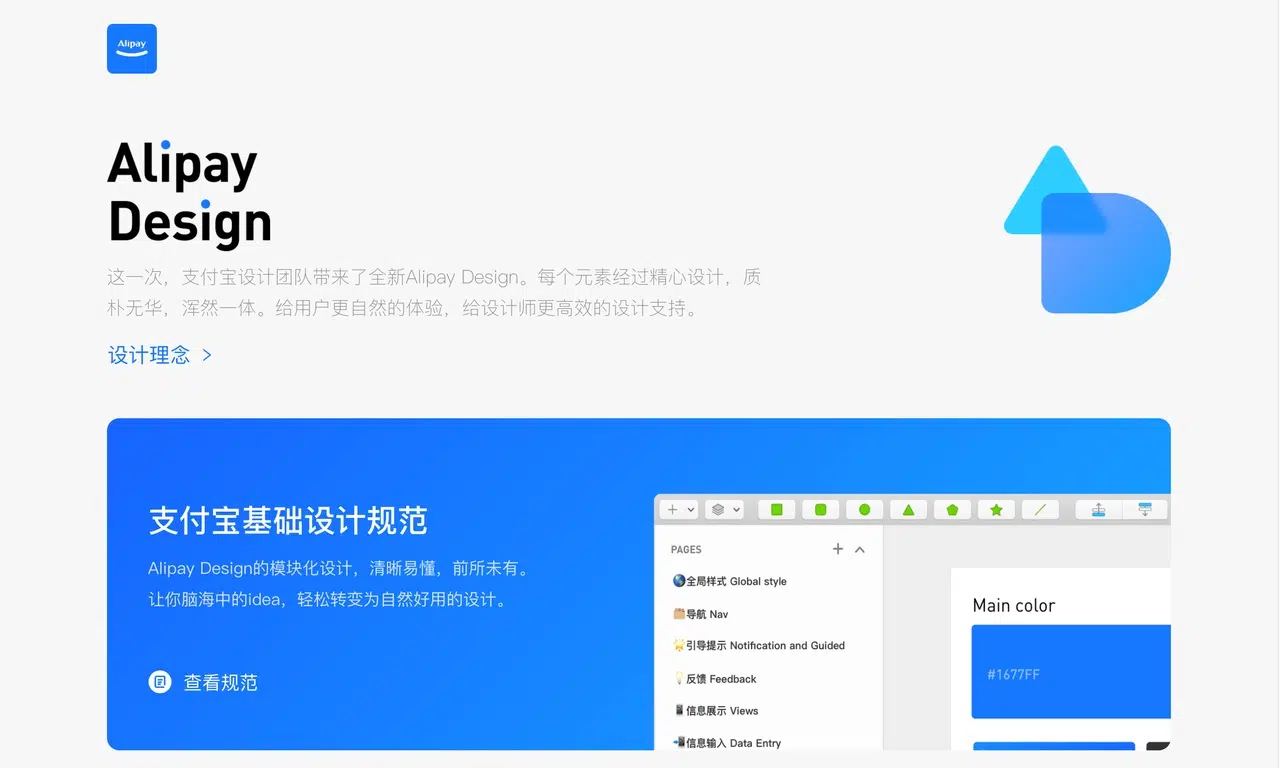 Alipay
Alipay
Design
这一次，支付宝设计团队带来了全新Alipay Design。每个元素经过精心设计，质
朴无华，浑然一体。给用户更自然的体验，给设计师更高效的设计支持。
设计理念 >
支付宝基础设计规范
Alipay Design的模块化设计，清晰易懂，前所未有。
让你脑海中的idea，轻松转变为自然好用的设计。
查看规范
PAGES
全局样式 Global style
导航 Nav
引导提示 Notification and Guided
反馈 Feedback
信息展示 Views
信息输入 Data Entry
Main color
#1677FF